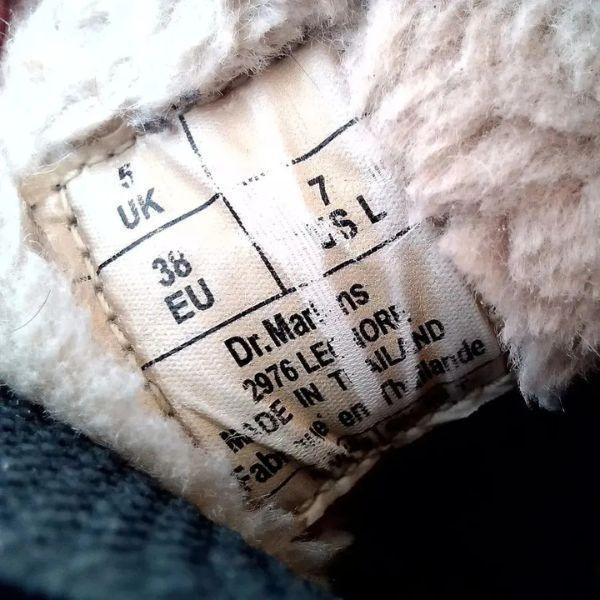 5
UK
7
US L
38
EU
Dr.Martens
2976 LEONORE
MADE IN THAILAND
Fabriqué en Thaïlande